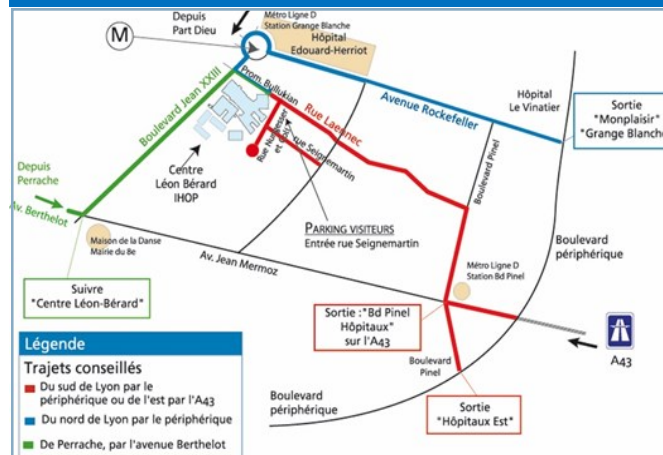 Depuis
Part Dieu
Métro Ligne D
Station Grange Blanche
Hôpital
Edouard-Herriot
M
Prom. Bullukian
Boulevard Jean XXIII
Rue Laennec
Avenue Rockefeller
Hôpital
Le Vinatier
Sortie
"Monplaisir"
"Grange Blanche"
rue Seignemartin
Centre
Léon Bérard
IHOP
Boulevard Pinel
Depuis
Perrache
Av. Berthelot
PARKING VISITEURS
Entrée rue Seignemartin
Maison de la Danse
Mairie du 8e
Av. Jean Mermoz
Métro Ligne D
Station Bd Pinel
Boulevard
périphérique
Suivre
"Centre Léon-Bérard"
Sortie :"Bd Pinel
Hôpitaux"
sur l'A43
A43
Boulevard
Pinel
Boulevard
périphérique
Sortie
"Hôpitaux Est"
Légende
Trajets conseillés
Du sud de Lyon par le
périphérique ou de l'est par l'A43
Du nord de Lyon par le périphérique
De Perrache, par l'avenue Berthelot